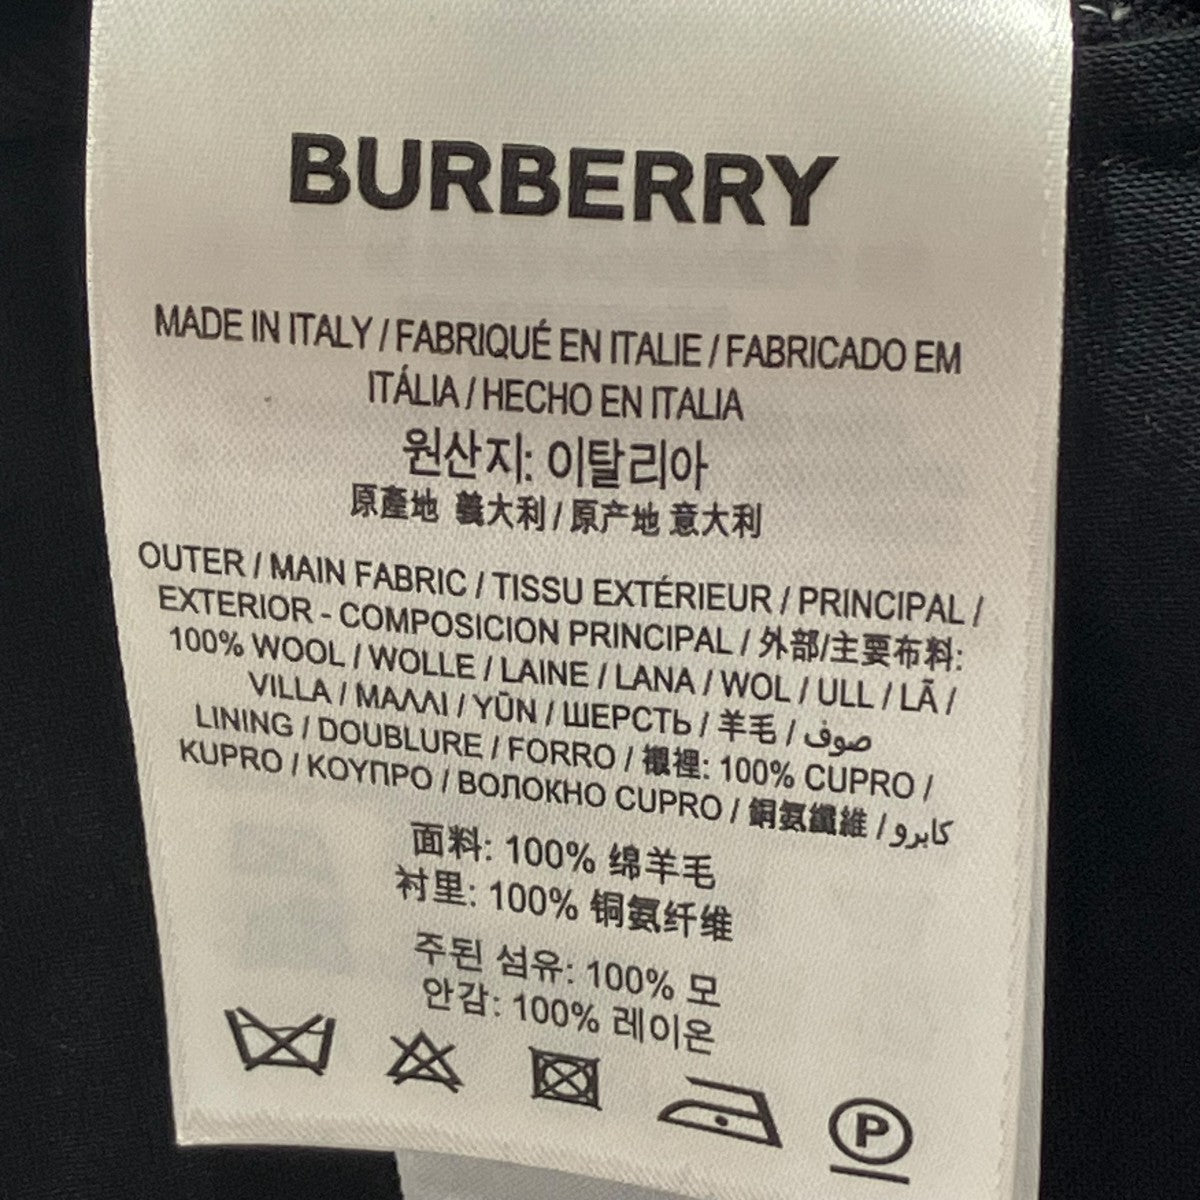 BURBERRY
MADE IN ITALY / FABRIQUÉ EN ITALIE / FABRICADO EM
ITÁLIA / HECHO EN ITALIA
원산지: 이탈리아
原產地 義大利 / 原产地 意大利
OUTER / MAIN FABRIC / TISSU EXTÉRIEUR / PRINCIPAL /
EXTERIOR - COMPOSICION PRINCIPAL / 外部/主要布料:
100% WOOL / WOLLE / LAINE / LANA / WOL / ULL / LÃ /
VILLA / ΜΑΛΛΙ / YŪN / ШЕРСТЬ / 羊毛 / صوف
LINING / DOUBLURE / FORRO / 襯裡: 100% CUPRO /
KUPRO / ΚΟΥΠΡΟ / ВОЛОКНО CUPRO / 銅氨纖維 / كابرو
面料: 100% 绵羊毛
衬里: 100% 铜氨纤维
주된 섬유: 100% 모
안감: 100% 레이온
P